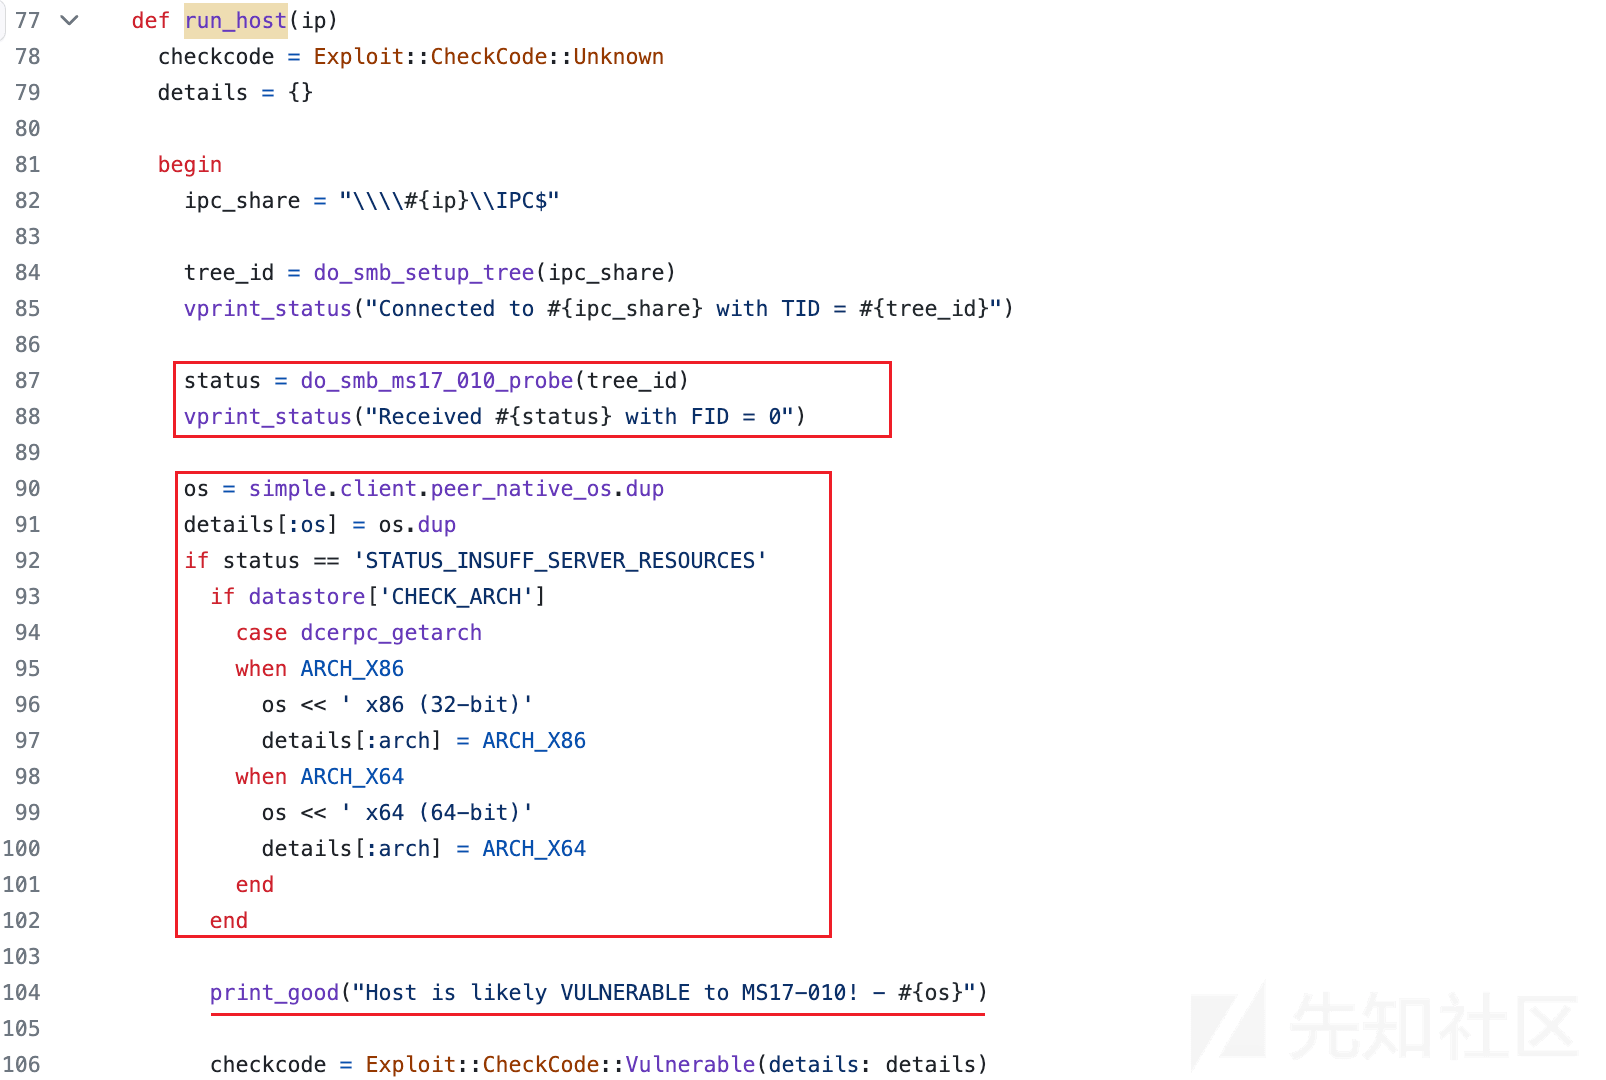 77 def run_host(ip)
78 checkcode = Exploit::CheckCode::Unknown
79 details = {}
80
81 begin
82 ipc_share = "\\\\#{ip}\\IPC$"
83
84 tree_id = do_smb_setup_tree(ipc_share)
85 vprint_status("Connected to #{ipc_share} with TID = #{tree_id}")
86
87 status = do_smb_ms17_010_probe(tree_id)
88 vprint_status("Received #{status} with FID = 0")
89
90 os = simple.client.peer_native_os.dup
91 details[:os] = os.dup
92 if status == 'STATUS_INSUFF_SERVER_RESOURCES'
93 if datastore['CHECK_ARCH']
94 case dcerpc_getarch
95 when ARCH_X86
96 os << ' x86 (32-bit)'
97 details[:arch] = ARCH_X86
98 when ARCH_X64
99 os << ' x64 (64-bit)'
100 details[:arch] = ARCH_X64
101 end
102 end
103
104 print_good("Host is likely VULNERABLE to MS17-010! - #{os}")
105
106 checkcode = Exploit::CheckCode::Vulnerable(details: details)
先知社区